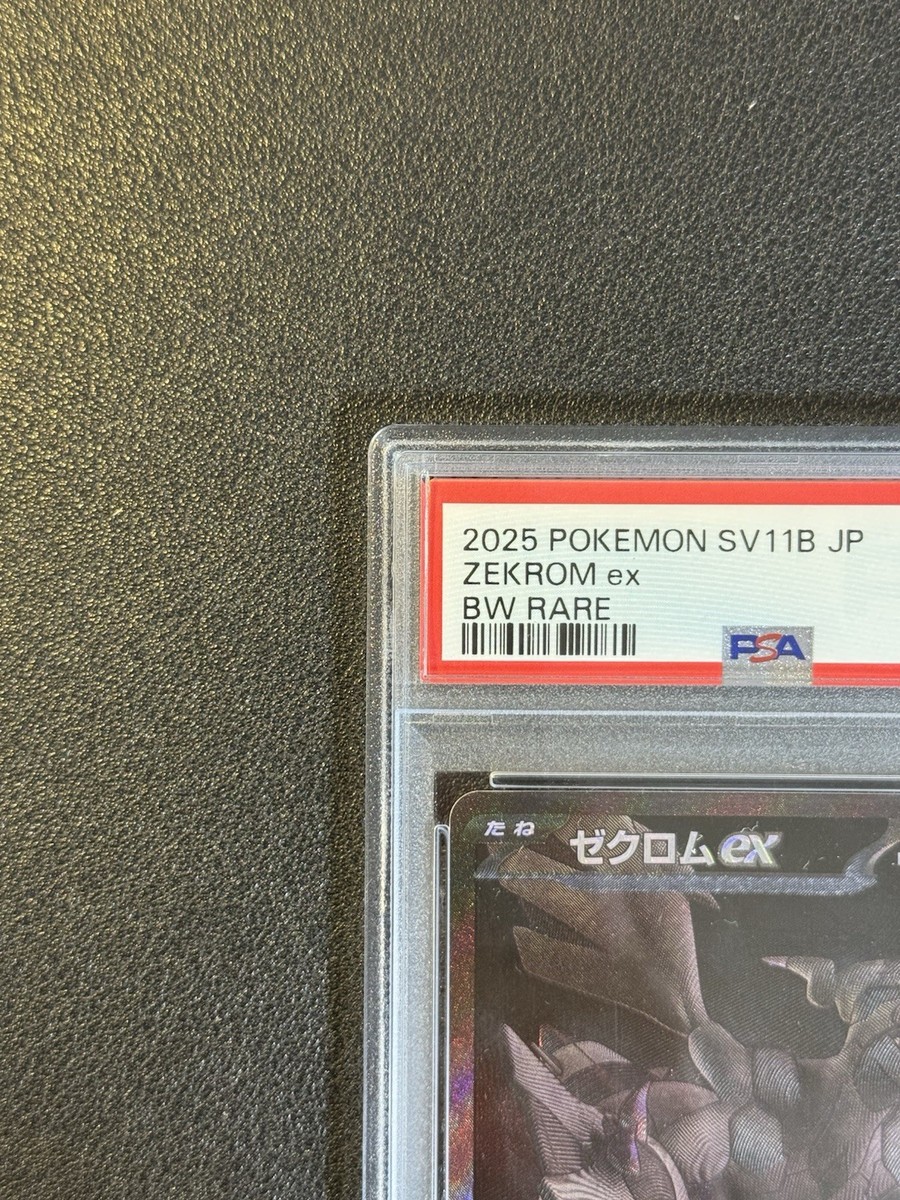 2025 POKEMON SV11B JP
ZEKROM ex
BW RARE
PSA
たね ゼクロムex